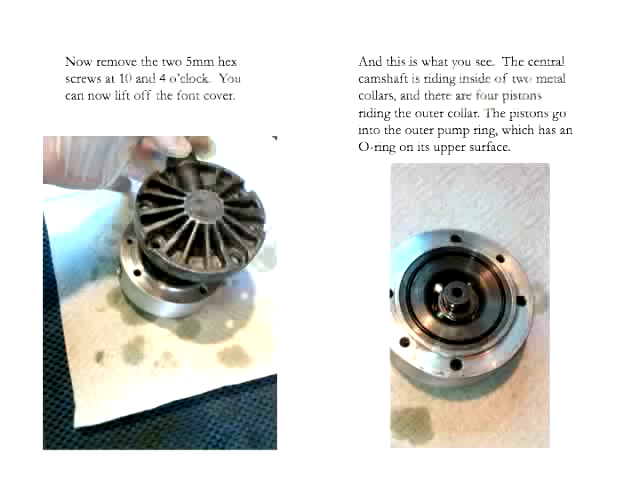 Now remove the two 5mm hex
screws at 10 and 4 o'clock. You
can now lift off the font cover.
And this is what you see. The central
camshaft is riding inside of two metal
collars, and there are four pistons
riding the outer collar. The pistons go
into the outer pump ring, which has an
O-ring on its upper surface.